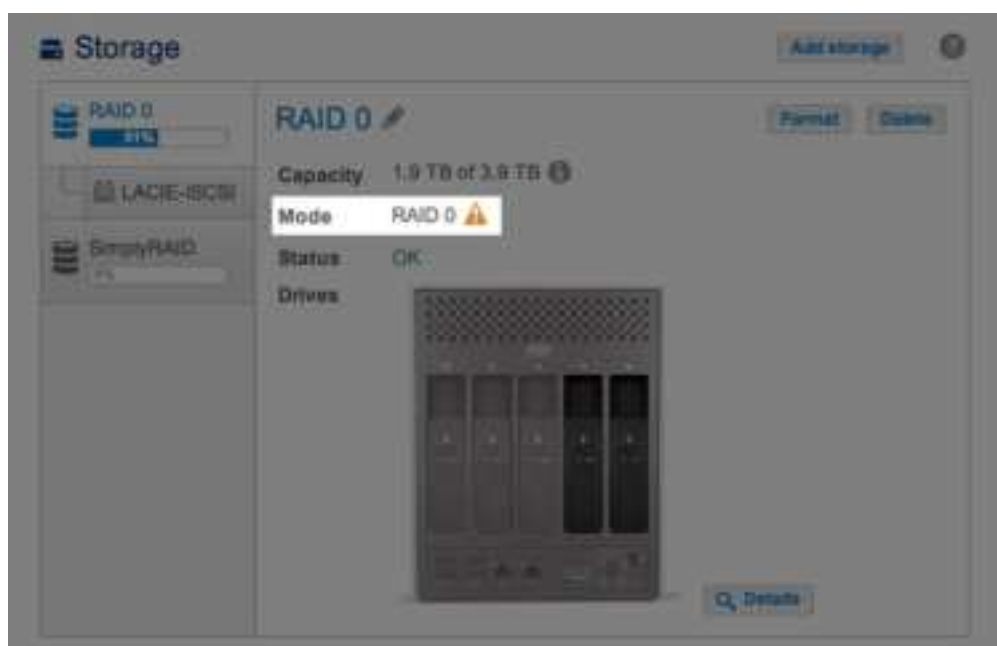 Storage
Add storage
RAID 0
RAID 0
Format Delete
LACIE-ISCSI
Capacity 1.9 TB of 3.9 TB
Mode RAID 0
SimplyRAID
Status OK
Drives
Details